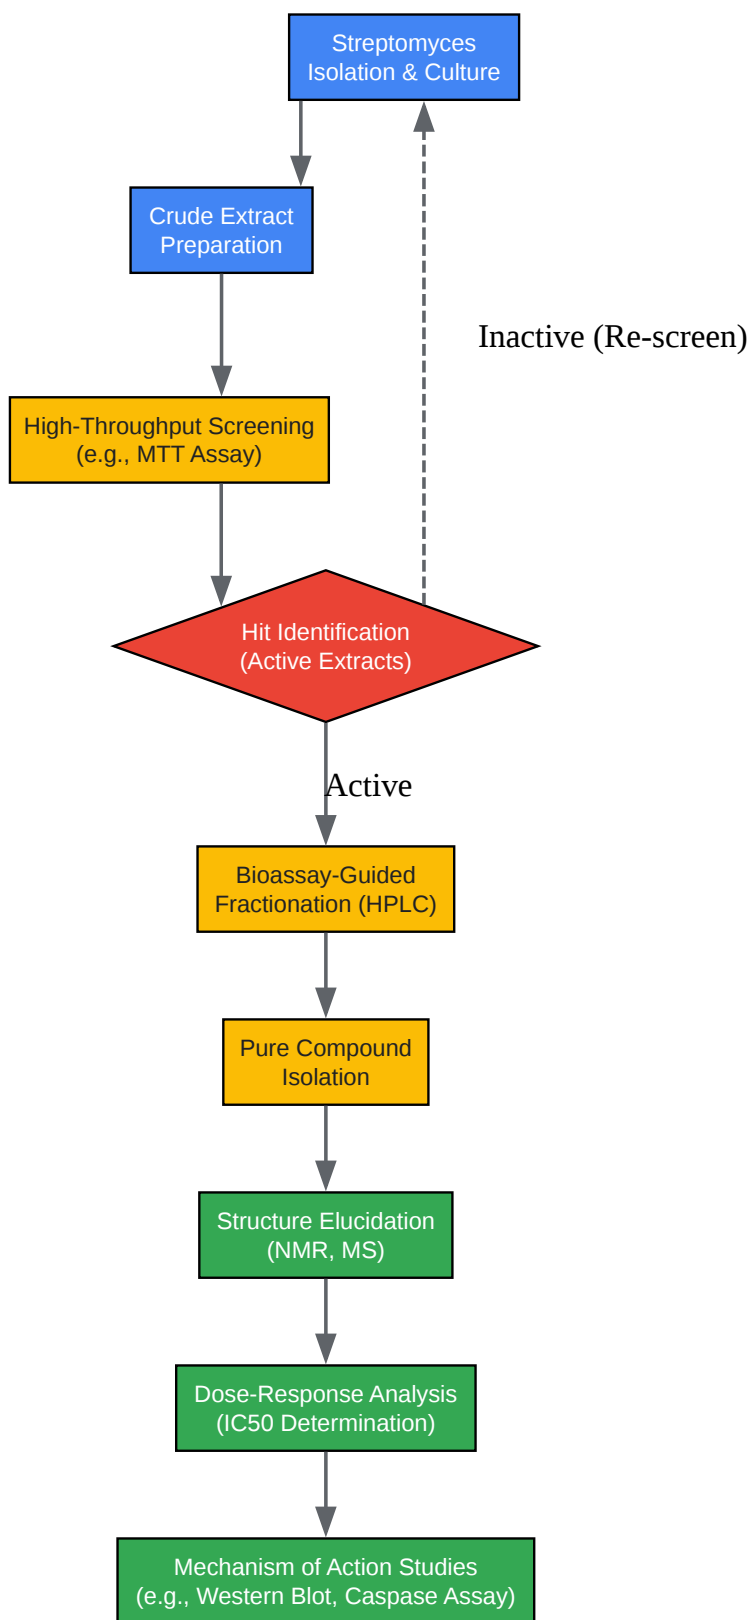 Streptomyces
Isolation & Culture
Crude Extract
Preparation
Inactive (Re-screen)
High-Throughput Screening
(e.g., MTT Assay)
Hit Identification
(Active Extracts)
Active
Bioassay-Guided
Fractionation (HPLC)
Pure Compound
Isolation
Structure Elucidation
(NMR, MS)
Dose-Response Analysis
(IC50 Determination)
Mechanism of Action Studies
(e.g., Western Blot, Caspase Assay)